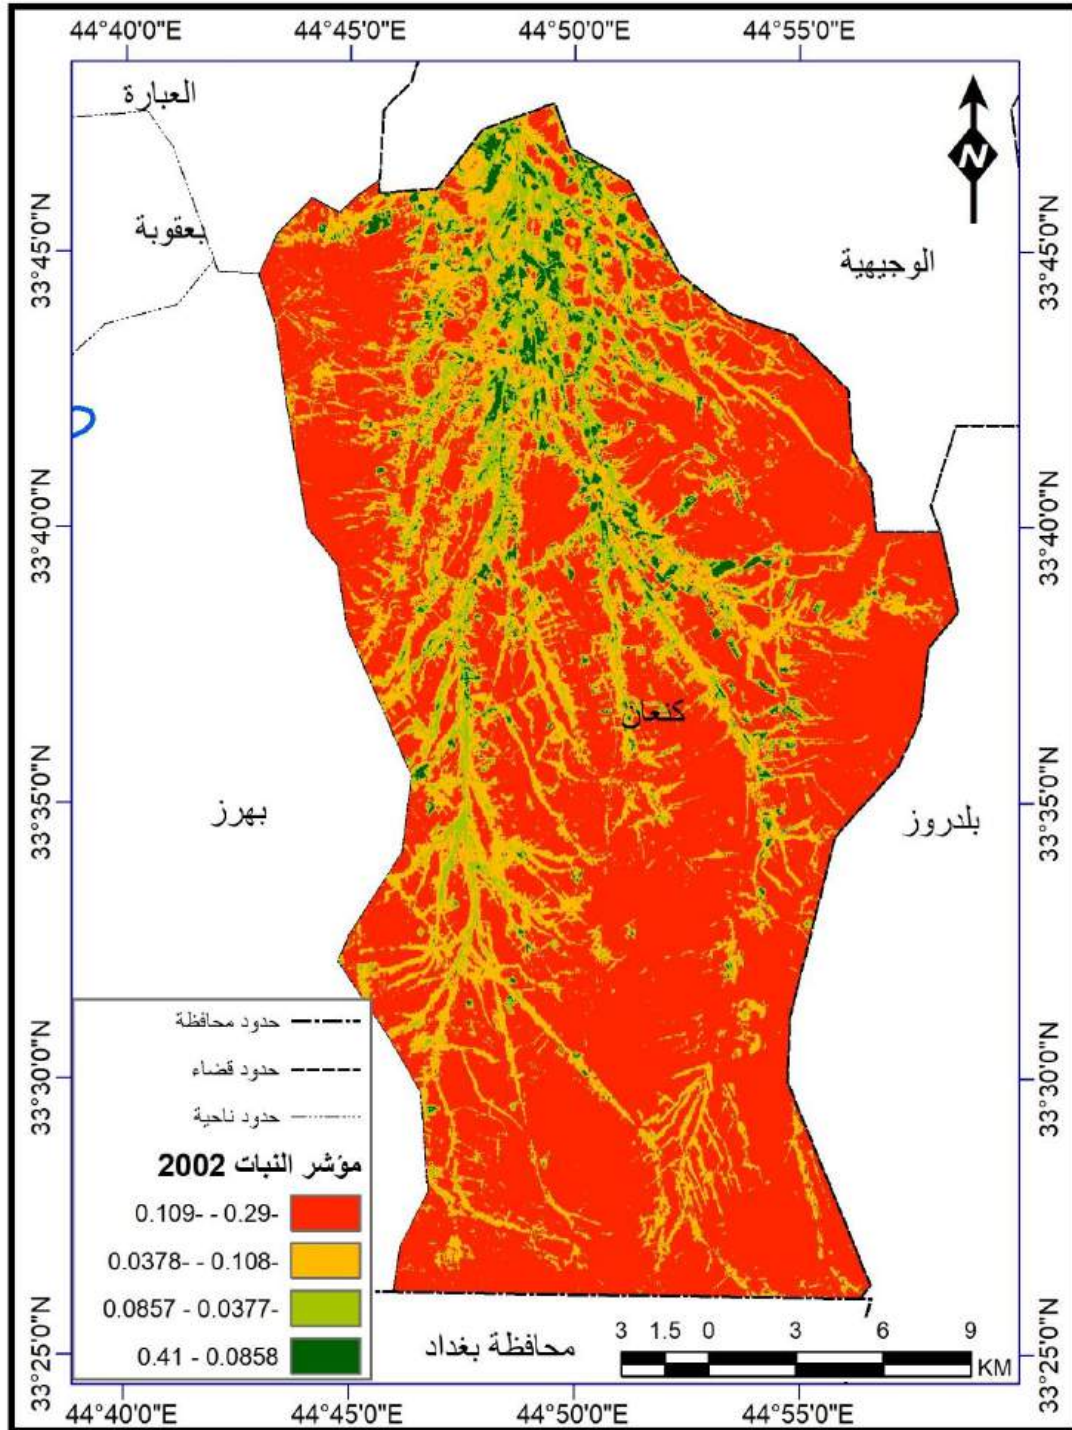 44°40'0"E 44°45'0"E 44°50'0"E 44°55'0"E
العبارة
N
بعقوبة
الوجيهية
33°45'0"N 33°45'0"N
33°40'0"N 33°40'0"N
كنعان
بهرز
بلدروز
33°35'0"N 33°35'0"N
33°30'0"N 33°30'0"N
حدود محافظة
حدود قضاء
حدود ناحية
مؤشر النبات 2002
0.109- - 0.29-
0.0378- - 0.108-
0.0857 - 0.0377-
0.41 - 0.0858
محافظة بغداد
3 1.5 0 3 6 9
KM
33°25'0"N 33°25'0"N
44°40'0"E 44°45'0"E 44°50'0"E 44°55'0"E